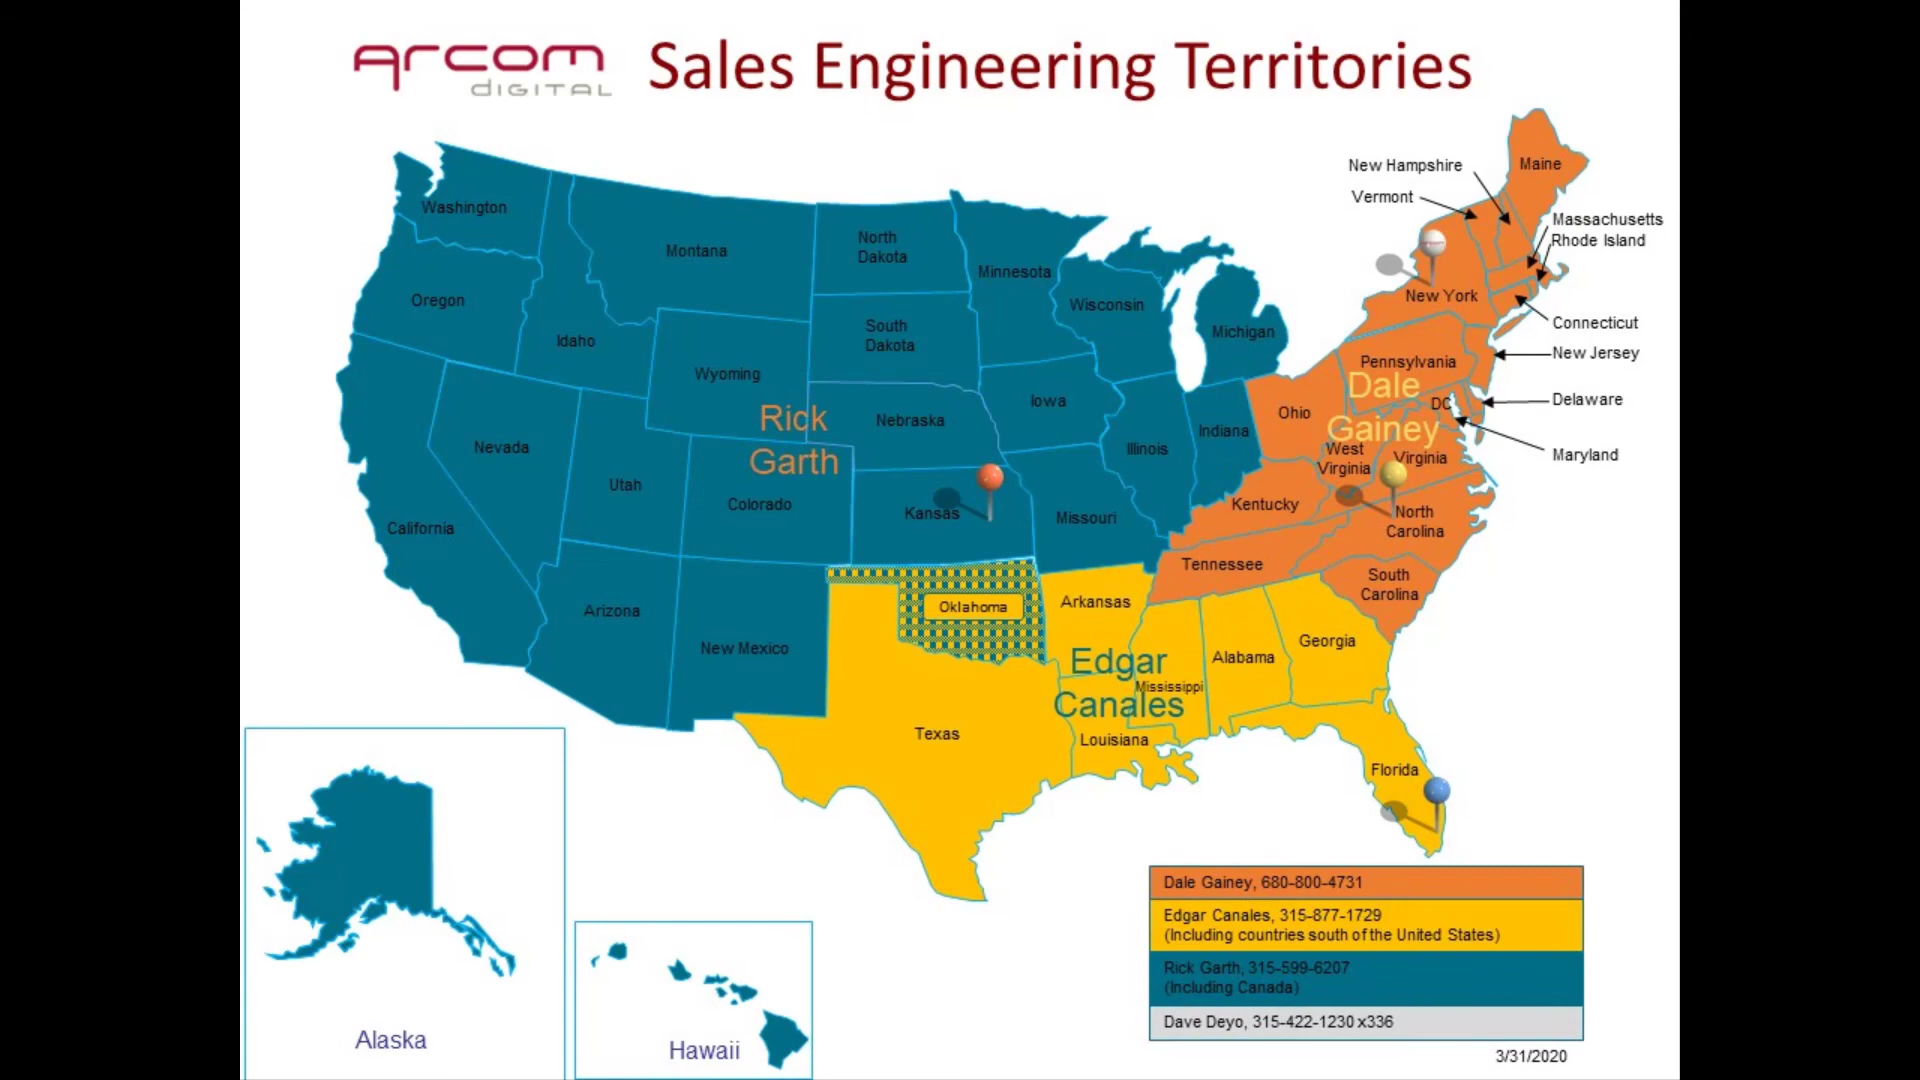 arcom
DIGITAL
Sales Engineering Territories
Maine
New Hampshire
Vermont
Massachusetts
Rhode Island
New York
Connecticut
New Jersey
Pennsylvania
Delaware
DC
Maryland
Dale
Gainey
Ohio
West
Virginia
Virginia
Kentucky
North
Carolina
Tennessee
South
Carolina
Washington
Oregon
Montana
Idaho
North
Dakota
South
Dakota
Minnesota
Wisconsin
Michigan
Wyoming
Iowa
Nebraska
Rick
Garth
Nevada
Utah
Colorado
Kansas
Illinois
Indiana
Missouri
California
Arizona
New Mexico
Oklahoma
Arkansas
Edgar
Canales
Mississippi
Alabama
Georgia
Texas
Louisiana
Florida
Alaska
Hawaii
Dale Gainey, 680-800-4731
Edgar Canales, 315-877-1729
(Including countries south of the United States)
Rick Garth, 315-599-6207
(Including Canada)
Dave Deyo, 315-422-1230 x336
3/31/2020